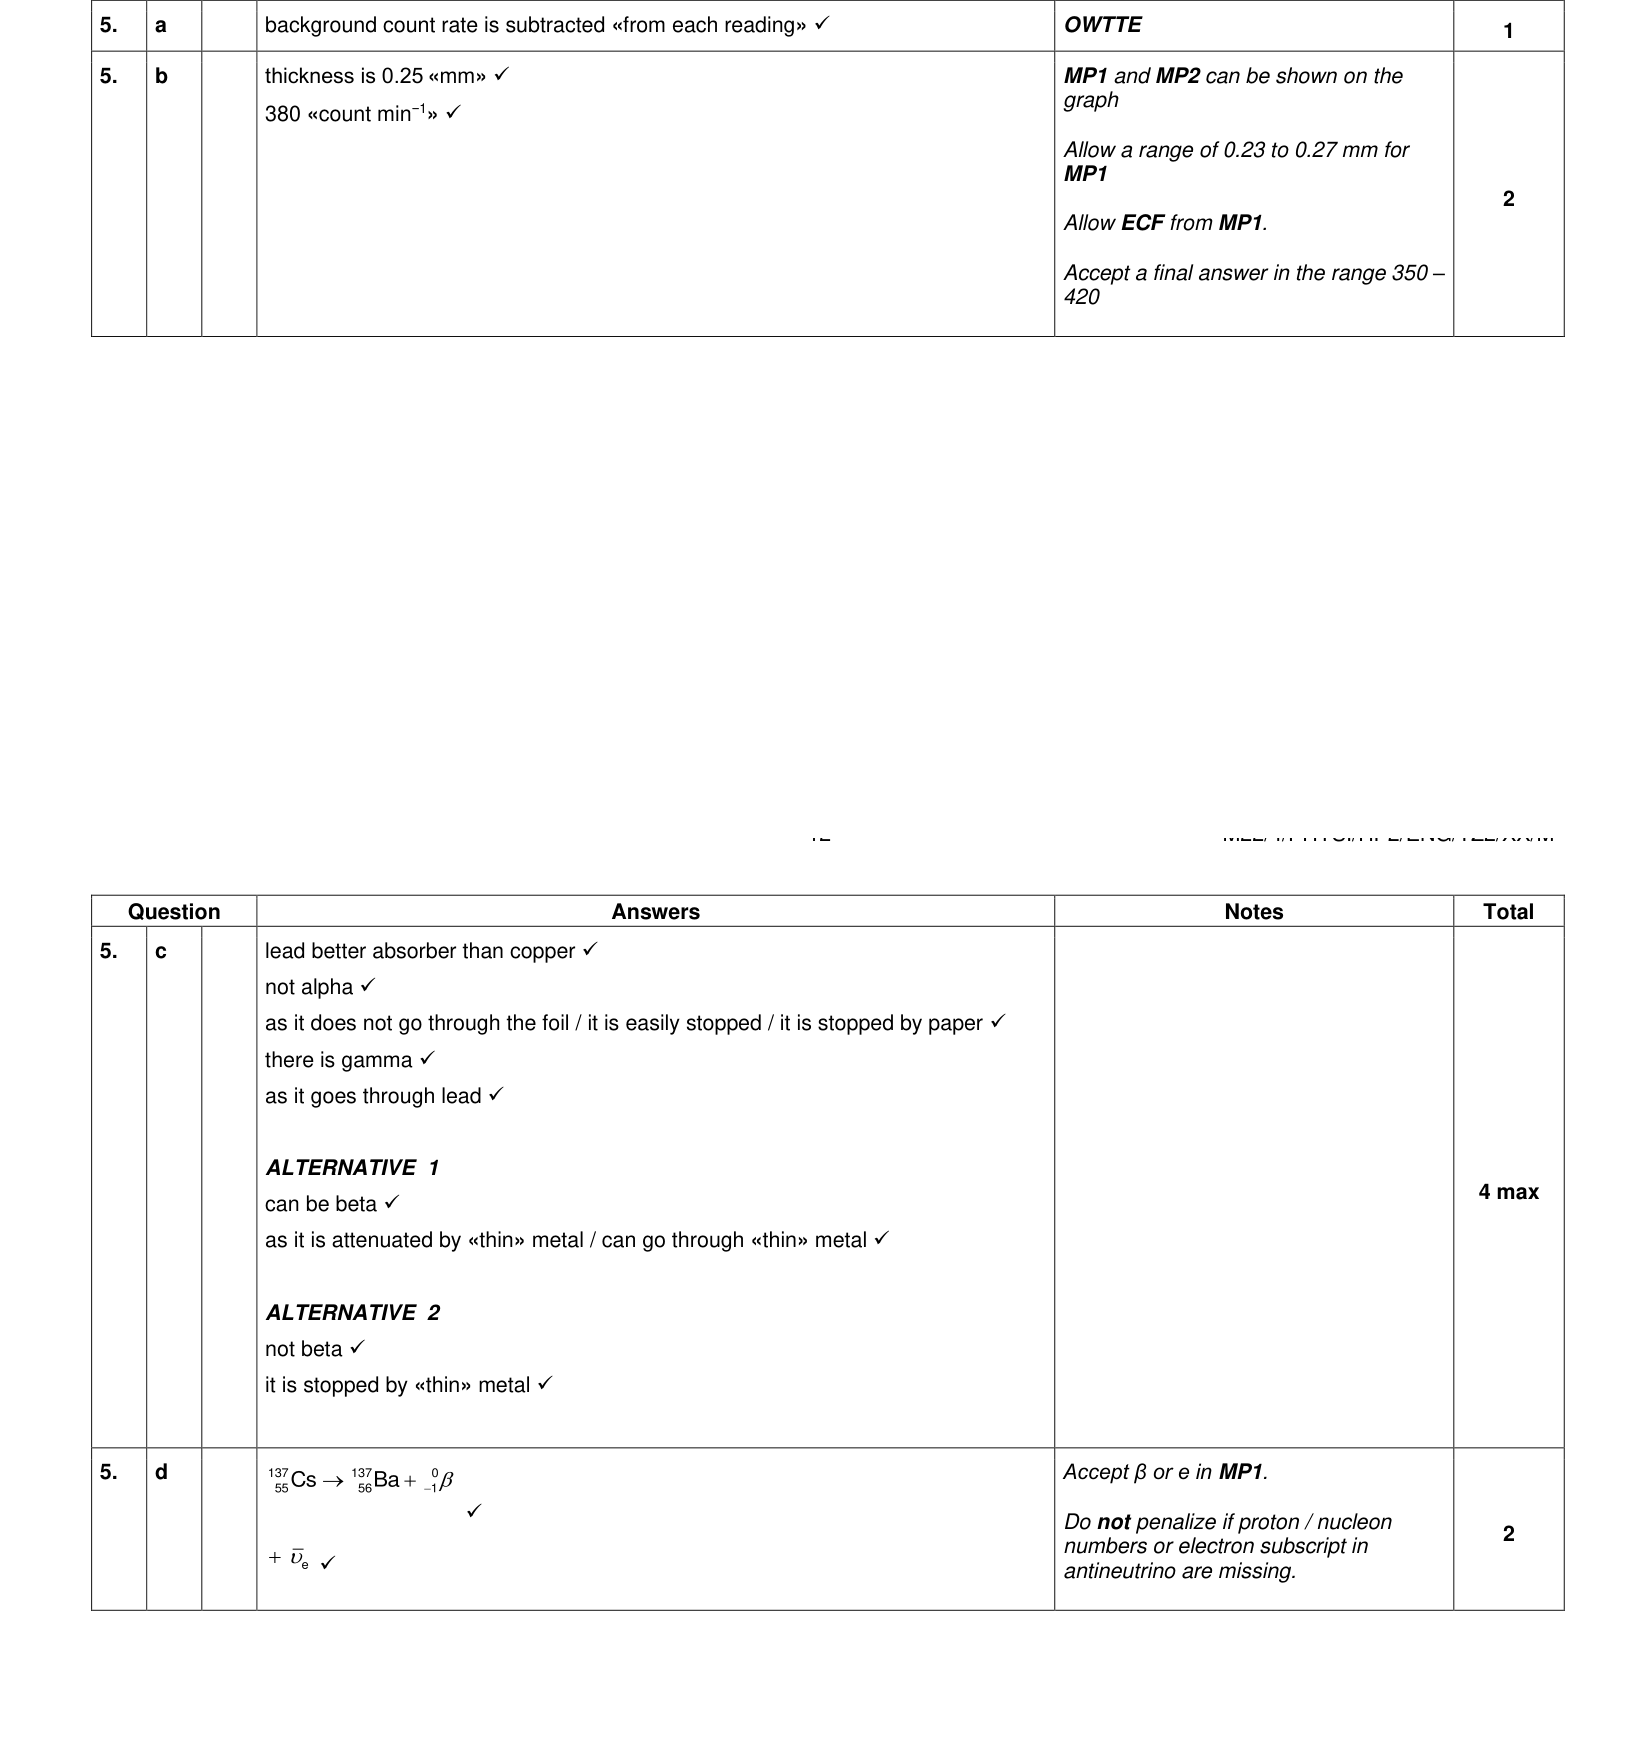 5. a background count rate is subtracted «from each reading» ✓ OWTTE 1
5. b thickness is 0.25 «mm» ✓ MP1 and MP2 can be shown on the
graph
380 «count min⁻¹» ✓
Allow a range of 0.23 to 0.27 mm for
MP1
2
Allow ECF from MP1.
Accept a final answer in the range 350 –
420
Question Answers Notes Total
5. c lead better absorber than copper ✓
not alpha ✓
as it does not go through the foil / it is easily stopped / it is stopped by paper ✓
there is gamma ✓
as it goes through lead ✓
ALTERNATIVE 1
4 max
can be beta ✓
as it is attenuated by «thin» metal / can go through «thin» metal ✓
ALTERNATIVE 2
not beta ✓
it is stopped by «thin» metal ✓
5. d ¹³⁷₅₅Cs → ¹³⁷₅₆Ba + ⁰₋₁β Accept β or e in MP1.
✓
Do not penalize if proton / nucleon
numbers or electron subscript in
antineutrino are missing.
2
+ ῡₑ ✓